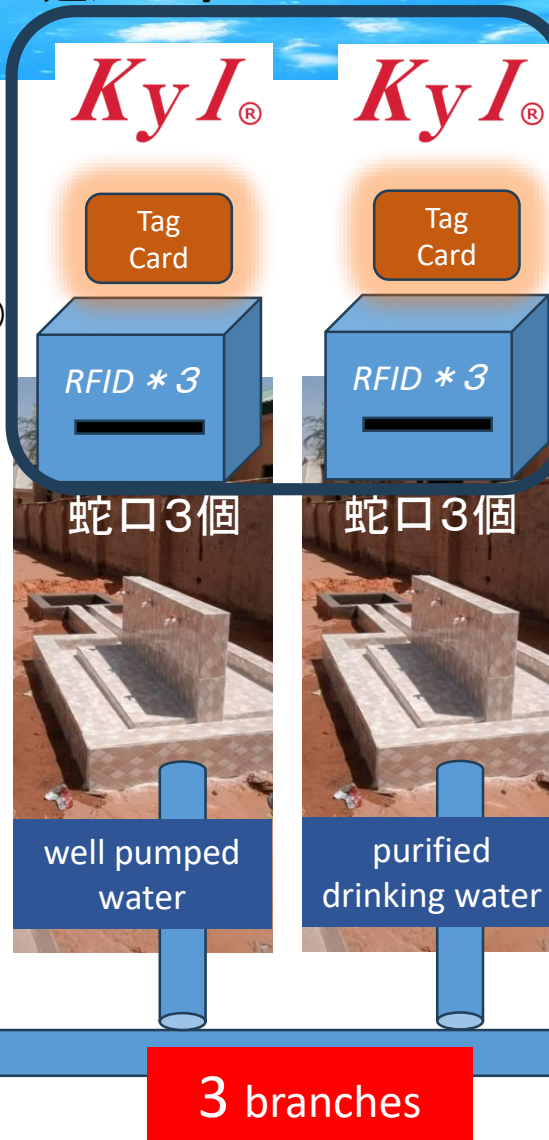 KyI® KyI®
Tag
Card
Tag
Card
)
RFID * 3 RFID * 3
蛇口3個 蛇口3個
well pumped
water
purified
drinking water
3 branches